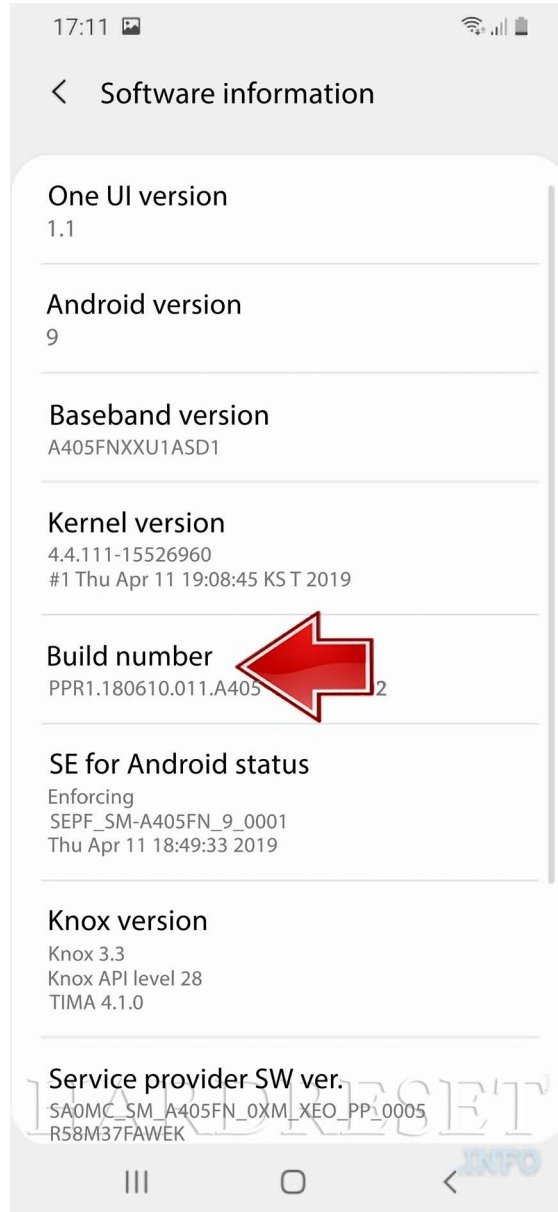 17:11
Software information
One UI version
1.1
Android version
9
Baseband version
A405FNXXU1ASD1
Kernel version
4.4.111-15526960
#1 Thu Apr 11 19:08:45 KST 2019
Build number
PPR1.180610.011.A405 2
SE for Android status
Enforcing
SEPF_SM-A405FN_9_0001
Thu Apr 11 18:49:33 2019
Knox version
Knox 3.3
Knox API level 28
TIMA 4.1.0
Service provider SW ver.
SA0MC_SM_A405FN_0XM_XEO_PP_0005
R58M37FAWEK
HARDRESET
.INFO